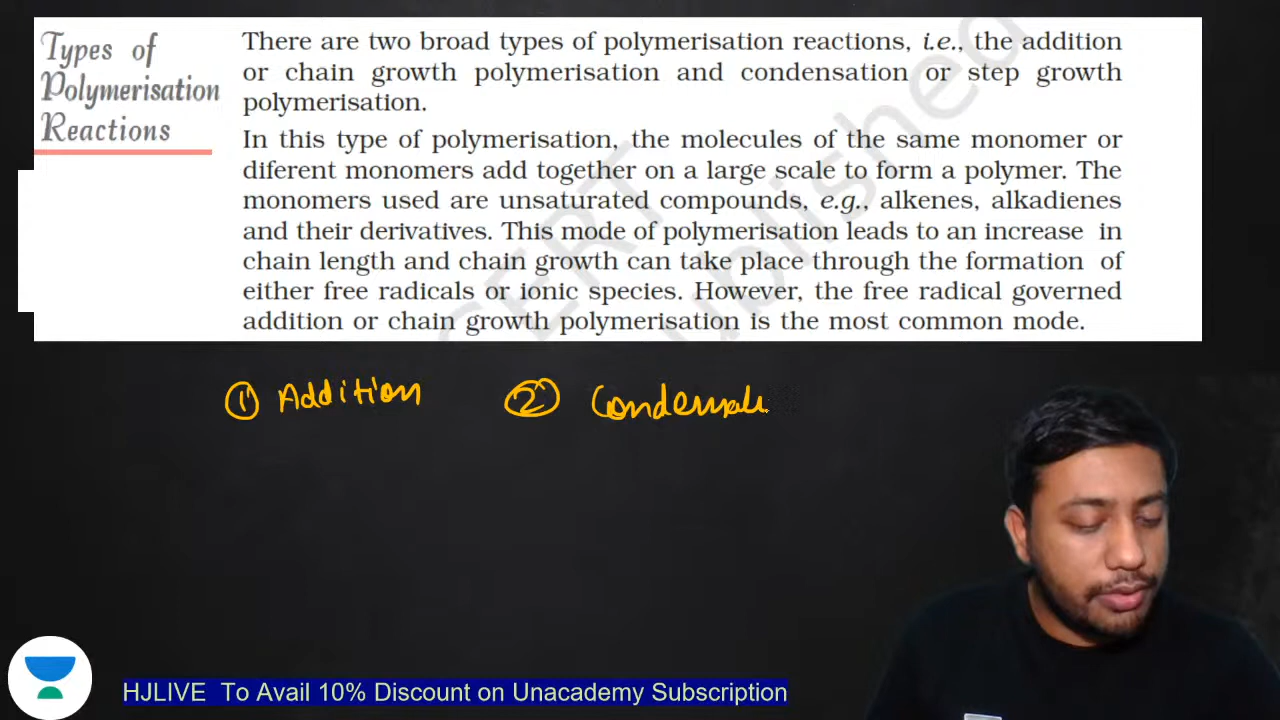 Types of
Polymerisation
Reactions
There are two broad types of polymerisation reactions, i.e., the addition
or chain growth polymerisation and condensation or step growth
polymerisation.
In this type of polymerisation, the molecules of the same monomer or
diferent monomers add together on a large scale to form a polymer. The
monomers used are unsaturated compounds, e.g., alkenes, alkadienes
and their derivatives. This mode of polymerisation leads to an increase in
chain length and chain growth can take place through the formation of
either free radicals or ionic species. However, the free radical governed
addition or chain growth polymerisation is the most common mode.
① Addition ②
HJLIVE To Avail 10% Discount on Unacademy Subscription